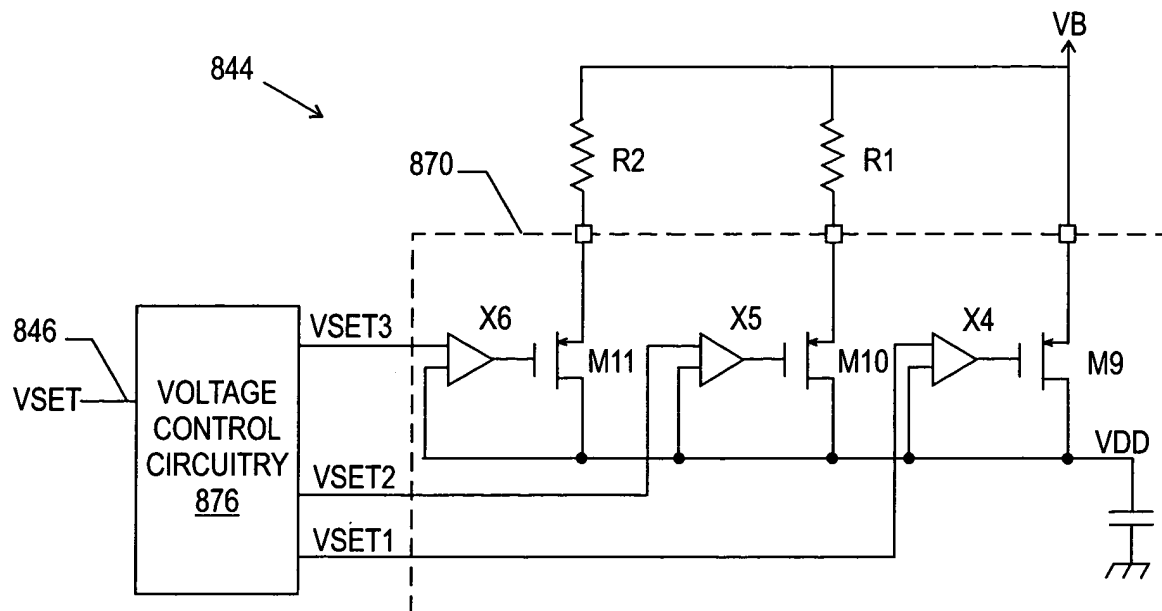 VB
844
R2
R1
870
846
VSET3
X6
X5
X4
M11
M10
M9
VSET
VOLTAGE
CONTROL
CIRCUITRY
876
VDD
VSET2
VSET1